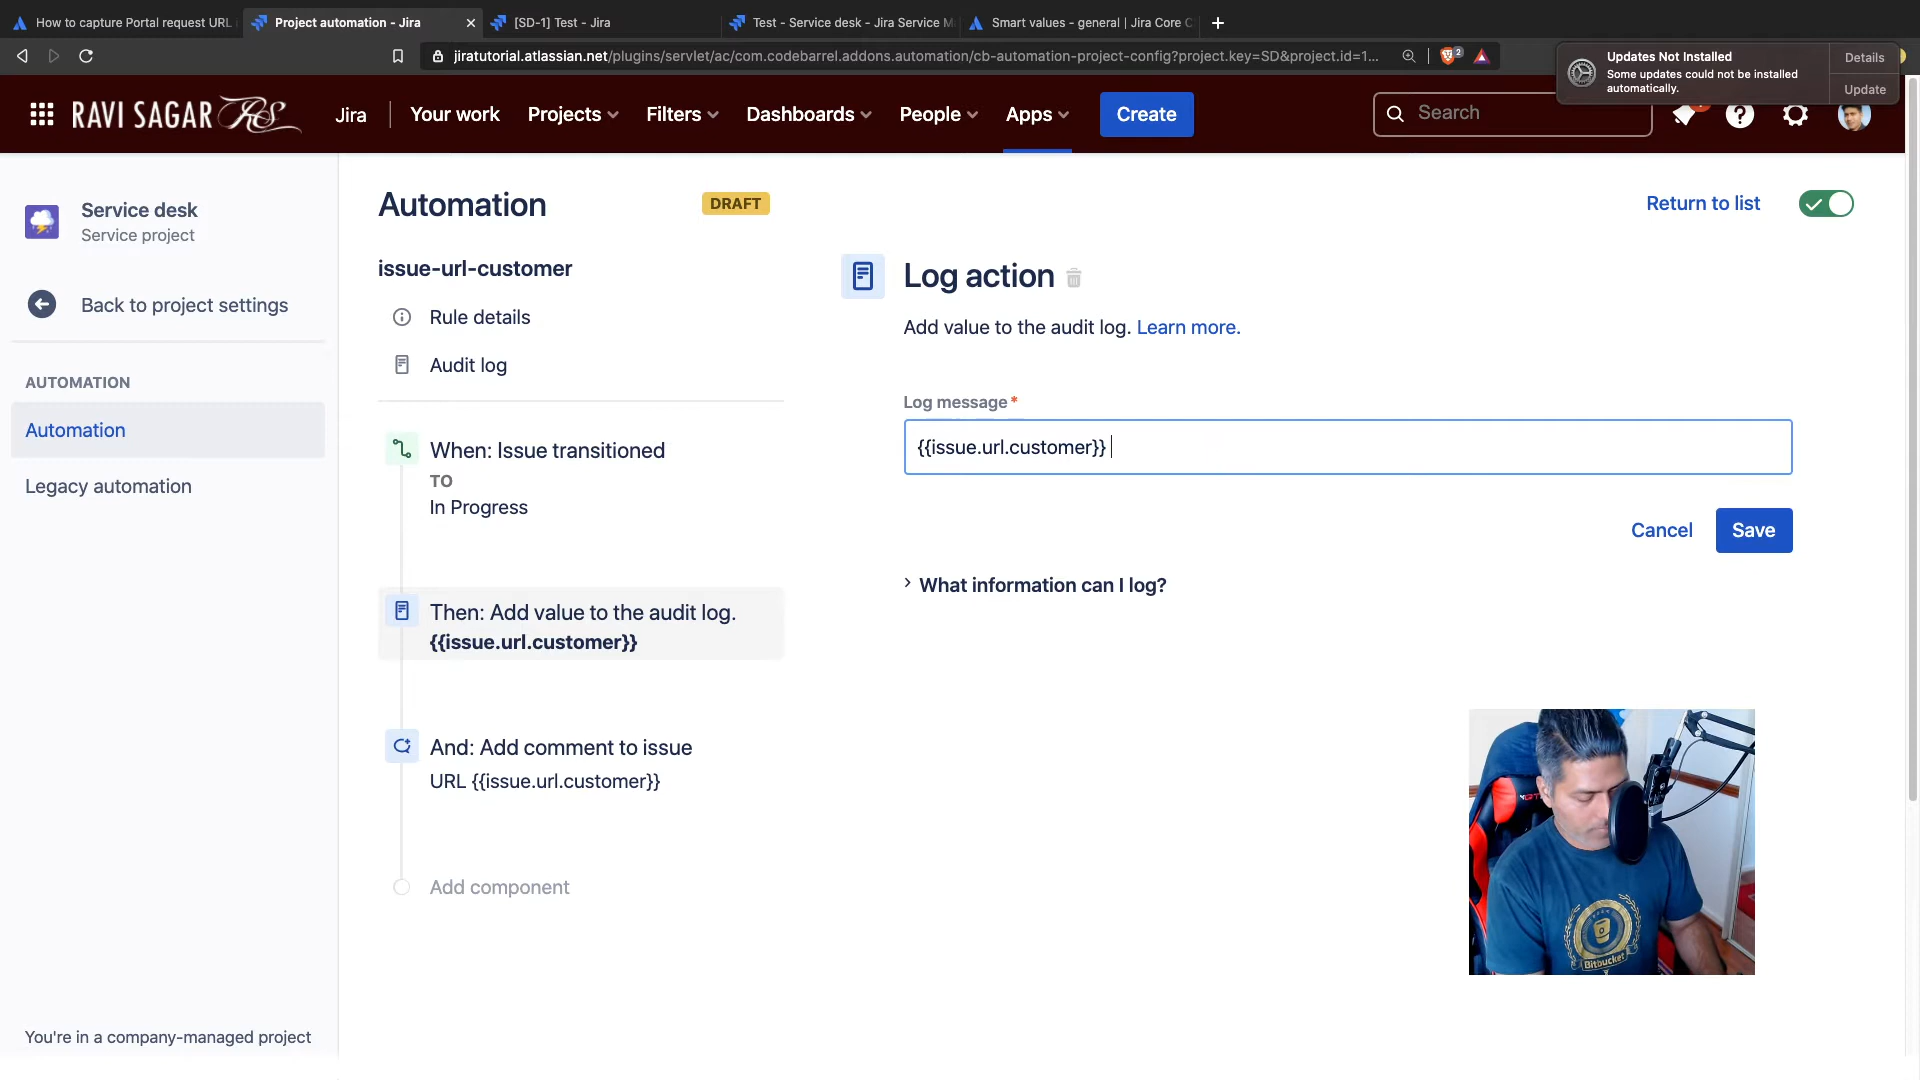 How to capture Portal request URL
Project automation - Jira
[SD-1] Test - Jira
Test - Service desk - Jira Service M
Smart values - general | Jira Core C
jiratutorial.atlassian.net/plugins/servlet/ac/com.codebarrel.addons.automation/cb-automation-project-config?project.key=SD&project.id=1...
2
Updates Not Installed
Some updates could not be installed
automatically.
Details
Update
RAVI SAGAR RS
Jira
Your work
Projects
Filters
Dashboards
People
Apps
Create
Search
Service desk
Service project
Back to project settings
AUTOMATION
Automation
Legacy automation
You're in a company-managed project
Automation
DRAFT
Return to list
issue-url-customer
Rule details
Audit log
When: Issue transitioned
TO
In Progress
Then: Add value to the audit log.
{{issue.url.customer}}
And: Add comment to issue
URL {{issue.url.customer}}
Add component
Log action
Add value to the audit log. Learn more.
Log message *
{{issue.url.customer}}
Cancel
Save
What information can I log?
Bitbucket